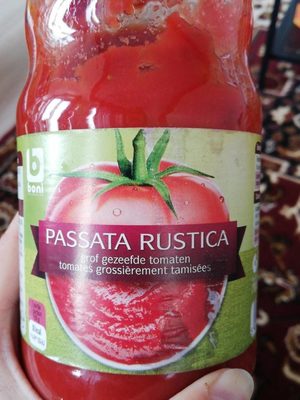 b
boni
PASSATA RUSTICA
grof gezeefde tomaten
tomates grossièrement tamisées